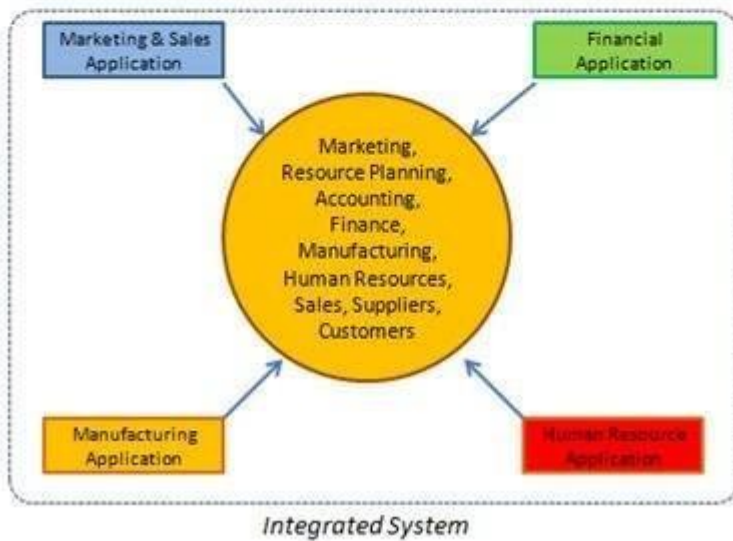 Marketing & Sales
Application
Financial
Application
Marketing,
Resource Planning,
Accounting,
Finance,
Manufacturing,
Human Resources,
Sales, Suppliers,
Customers
Manufacturing
Application
Human Resource
Application
Integrated System